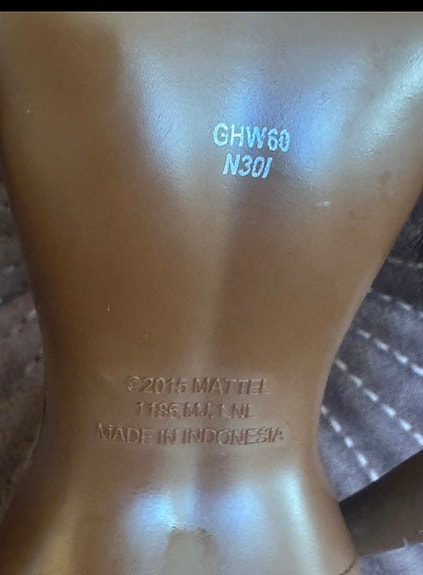 GHW60
N30I
©2015 MATTEL
1186,MJ,1,NL
MADE IN INDONESIA